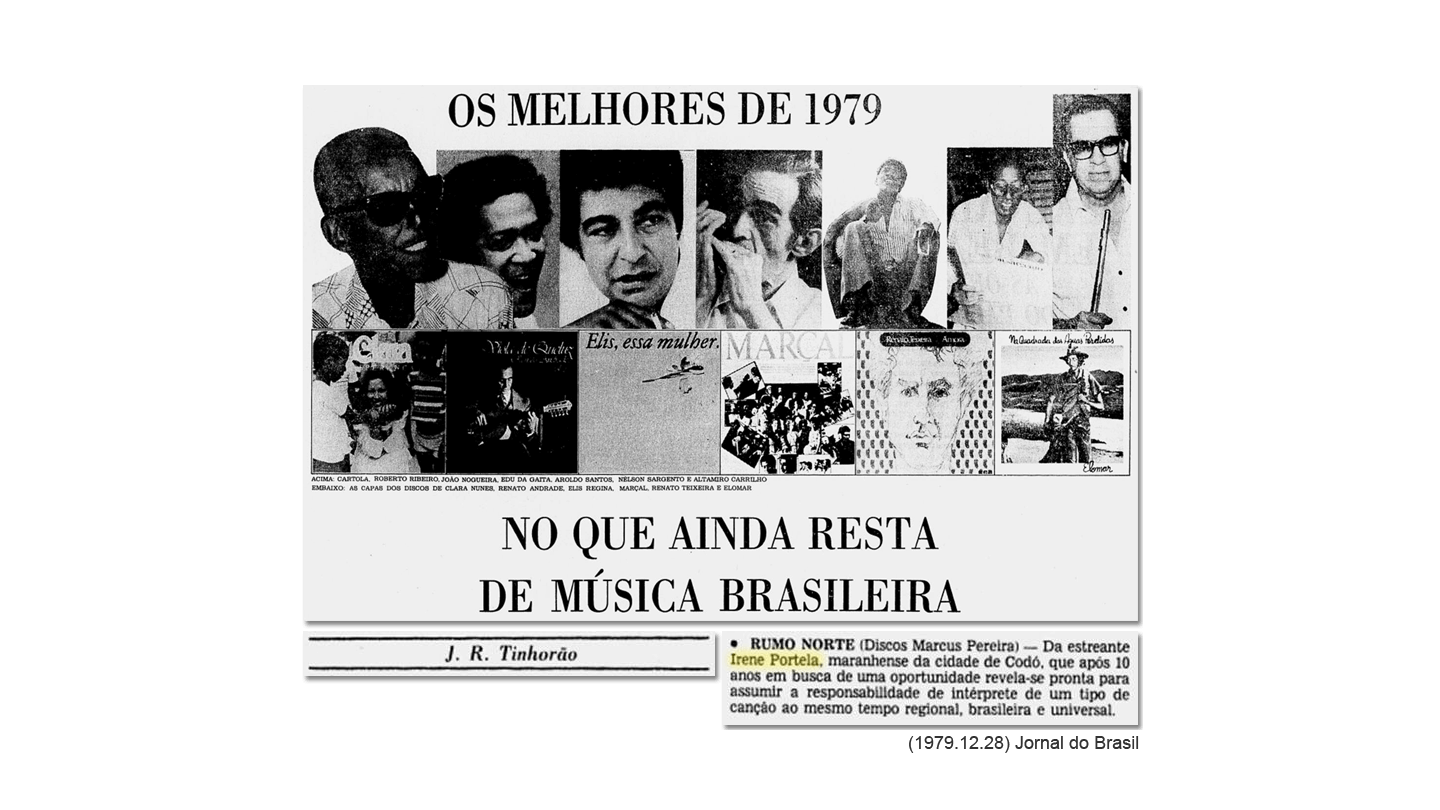 OS MELHORES DE 1979
Clara
Viola de Queluz
Elis, essa mulher.
MARÇAL
Renato Teixeira Amora
Na Quadrada das Águas Perdidas
Elomar
ACIMA: CARTOLA, ROBERTO RIBEIRO, JOÃO NOGUEIRA, EDU DA GAITA, AROLDO SANTOS, NÉLSON SARGENTO E ALTAMIRO CARRILHO
EMBAIXO: AS CAPAS DOS DISCOS DE CLARA NUNES, RENATO ANDRADE, ELIS REGINA, MARÇAL, RENATO TEIXEIRA E ELOMAR
NO QUE AINDA RESTA
DE MÚSICA BRASILEIRA
J. R. Tinhorão
• RUMO NORTE (Discos Marcus Pereira) — Da estreante
Irene Portela, maranhense da cidade de Codó, que após 10
anos em busca de uma oportunidade revela-se pronta para
assumir a responsabilidade de intérprete de um tipo de
canção ao mesmo tempo regional, brasileira e universal.
(1979.12.28) Jornal do Brasil